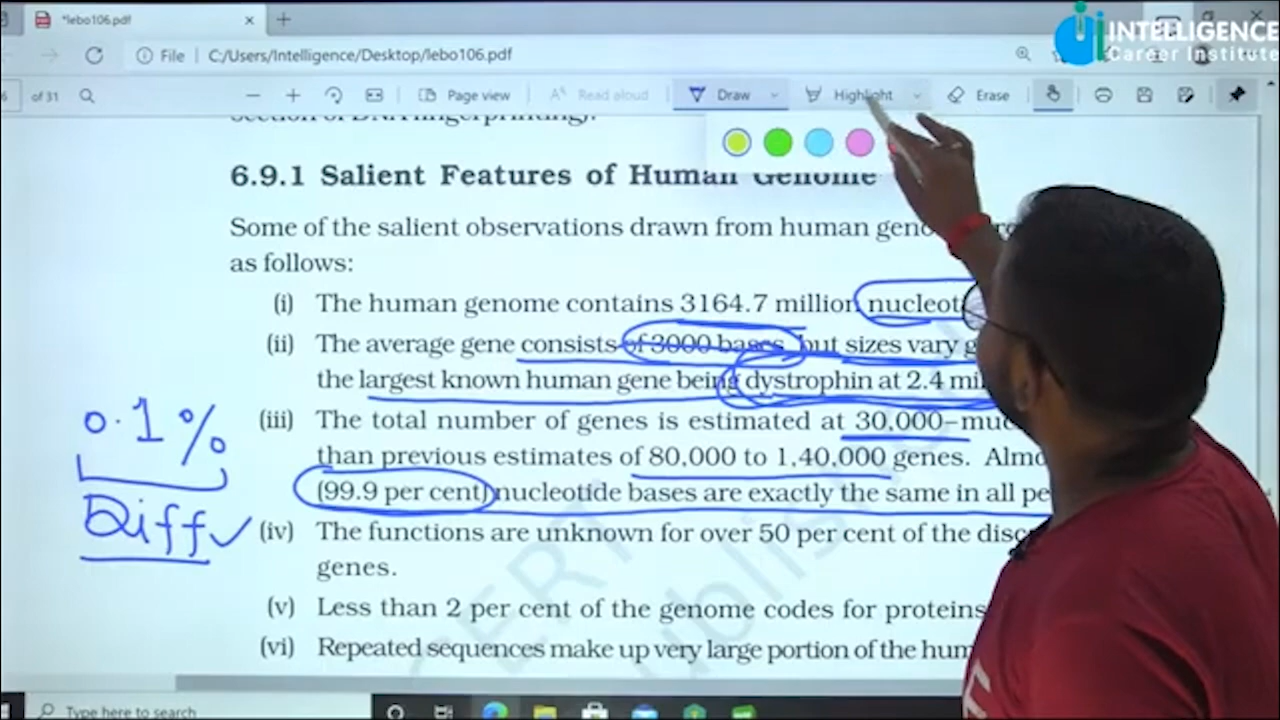 *lebo106.pdf
INTELLIGENCE
Career Institute
File C:/Users/Intelligence/Desktop/lebo106.pdf
6 of 31 Page view Read aloud Draw Highlight Erase
section of DNA fingerprinting).
6.9.1 Salient Features of Human Genome
Some of the salient observations drawn from human geno
as follows:
(i) The human genome contains 3164.7 million nucleot
(ii) The average gene consists of 3000 bases, but sizes vary g
the largest known human gene being dystrophin at 2.4 mil
(iii) The total number of genes is estimated at 30,000–muc
than previous estimates of 80,000 to 1,40,000 genes. Almo
(99.9 per cent) nucleotide bases are exactly the same in all pe
0.1%
Diff
(iv) The functions are unknown for over 50 per cent of the disc
genes.
(v) Less than 2 per cent of the genome codes for proteins
(vi) Repeated sequences make up very large portion of the hum
Type here to search